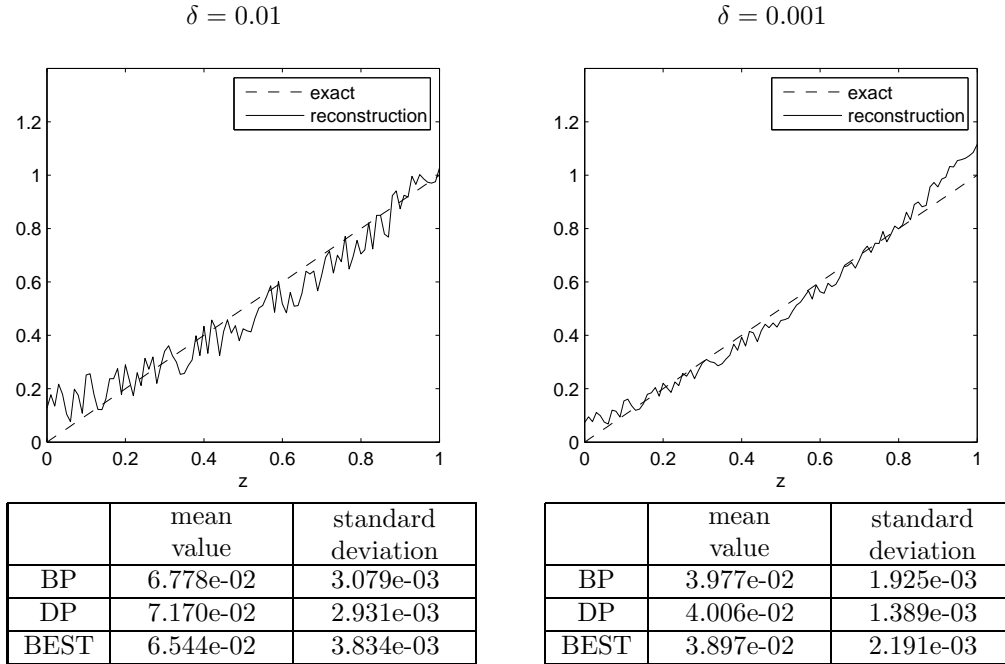 δ = 0.01
exact
reconstruction
1.2
1
0.8
0.6
0.4
0.2
0
0 0.2 0.4 0.6 0.8 1
z
mean value standard deviation
BP 6.778e-02 3.079e-03
DP 7.170e-02 2.931e-03
BEST 6.544e-02 3.834e-03
δ = 0.001
exact
reconstruction
1.2
1
0.8
0.6
0.4
0.2
0
0 0.2 0.4 0.6 0.8 1
z
mean value standard deviation
BP 3.977e-02 1.925e-03
DP 4.006e-02 1.389e-03
BEST 3.897e-02 2.191e-03